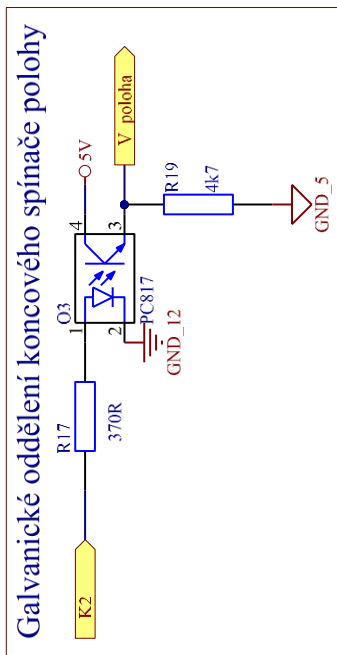 Galvanické oddělení koncového spínače polohy
K2
R17
370R
O3
1
2
4
3
PC817
GND_12
5V
V_poloha
R19
4k7
GND_5